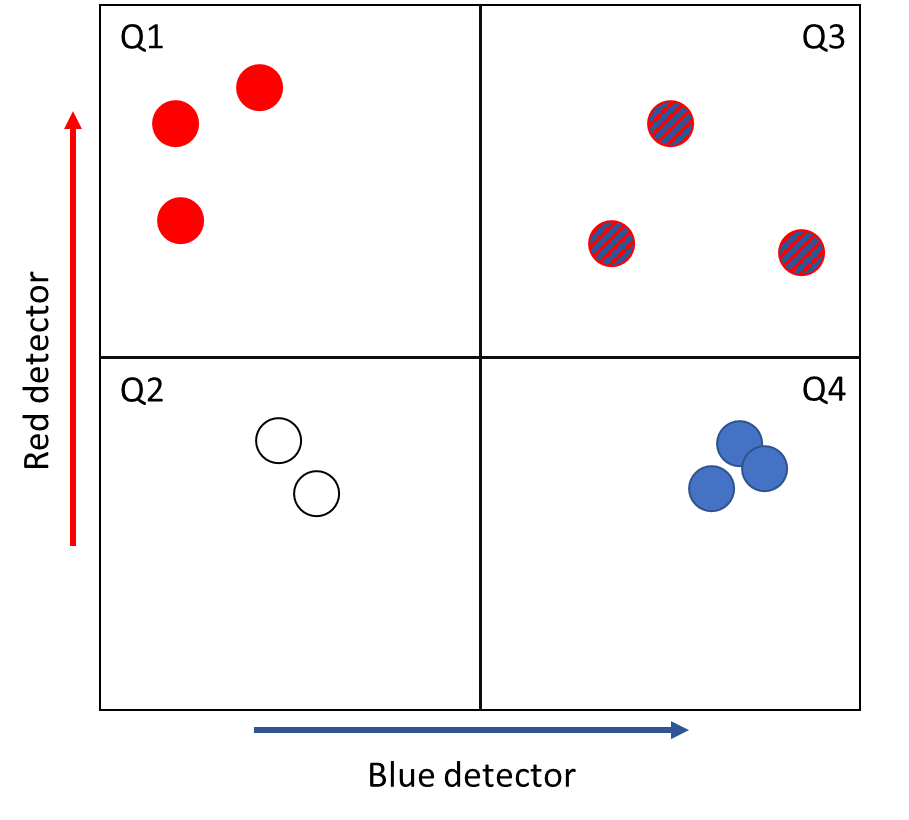 Q1
Q3
Red detector
Q2
Q4
Blue detector